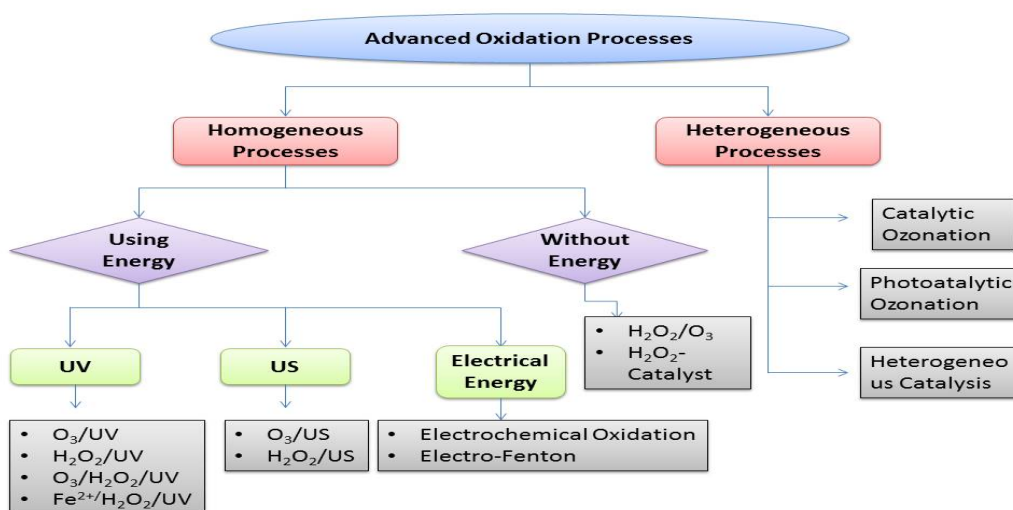 Advanced Oxidation Processes
Homogeneous
Processes
Heterogeneous
Processes
Using
Energy
Without
Energy
Catalytic
Ozonation
Photoatalytic
Ozonation
Heterogeneo
us Catalysis
• H₂O₂/O₃
• H₂O₂-
Catalyst
UV
US
Electrical
Energy
• O₃/UV
• H₂O₂/UV
• O₃/H₂O₂/UV
• Fe²⁺/H₂O₂/UV
• O₃/US
• H₂O₂/US
• Electrochemical Oxidation
• Electro-Fenton